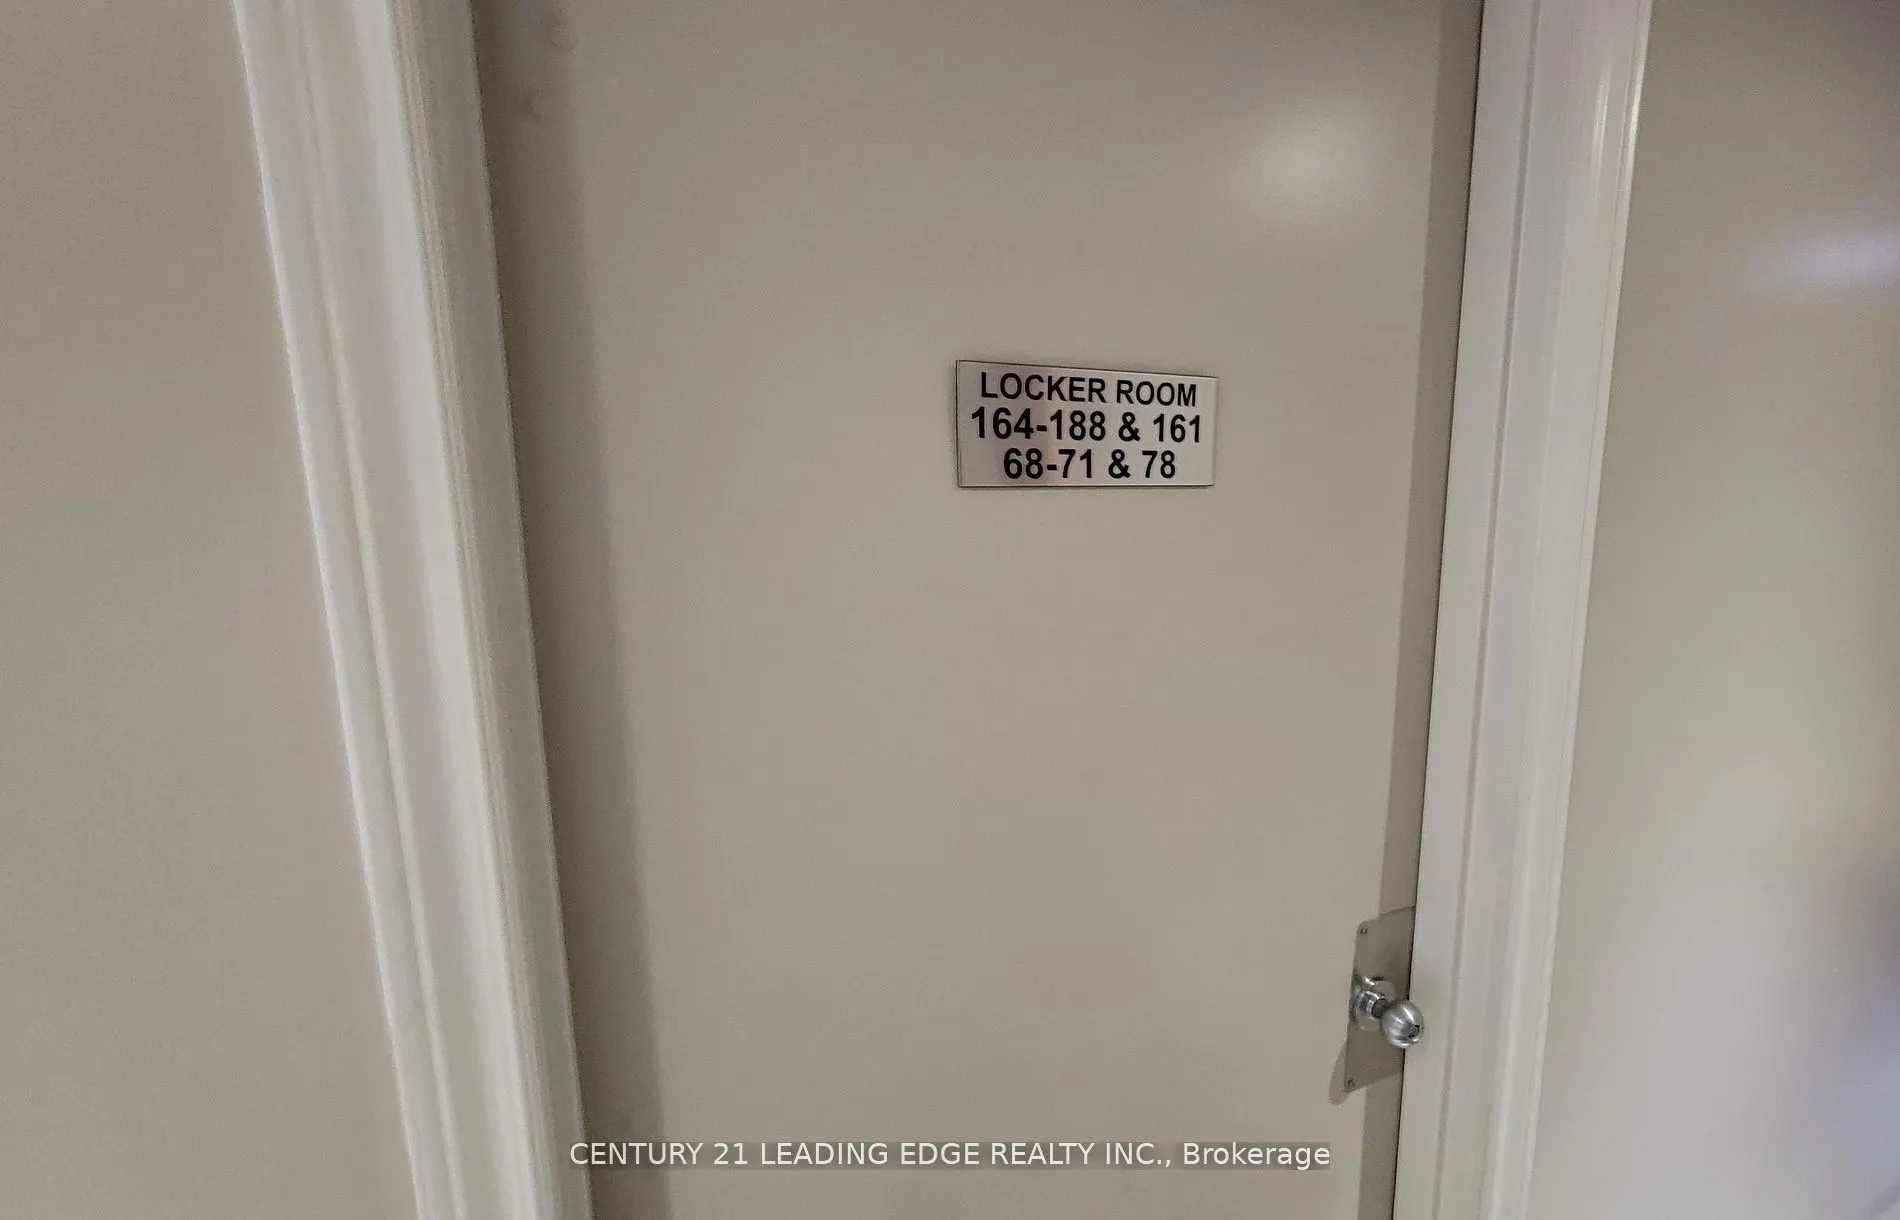 LOCKER ROOM
164-188 & 161
68-71 & 78
CENTURY 21 LEADING EDGE REALTY INC., Brokerage